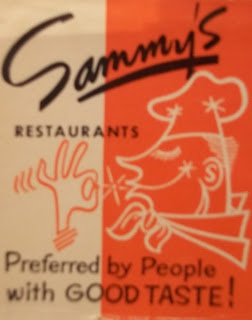 Sammy's
RESTAURANTS
Preferred by People
with GOOD TASTE!